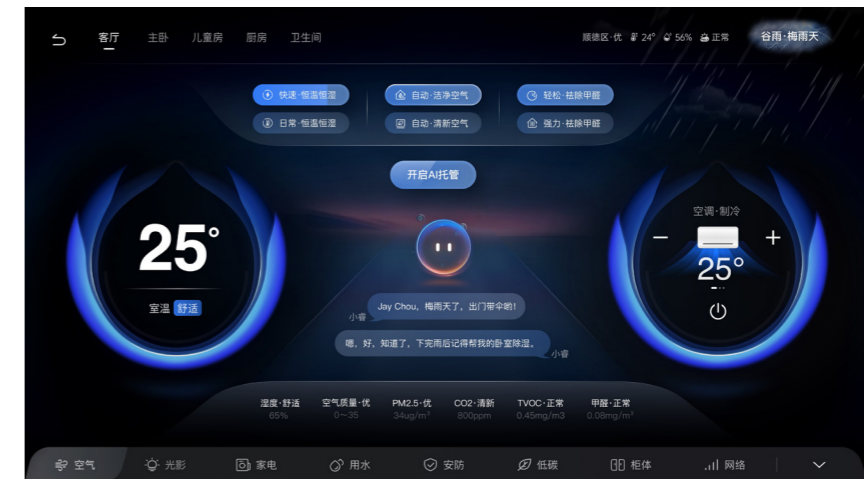 客厅 主卧 儿童房 厨房 卫生间 顺德区·优 24° 56% 正常 谷雨·梅雨天
快速·恒温恒湿 自动·洁净空气 轻松·祛除甲醛
日常·恒温恒湿 自动·清新空气 强力·祛除甲醛
开启AI托管
25°
室温 舒适
空调·制冷
− +
25°
Jay Chou，梅雨天了，出门带伞哟！
小睿
嗯，好，知道了，下完雨后记得帮我的卧室除湿。
小睿
湿度·舒适 空气质量·优 PM2.5·优 CO2·清新 TVOC·正常 甲醛·正常
65% 0～35 34ug/m³ 800ppm 0.45mg/m3 0.08mg/m³
空气 光影 家电 用水 安防 低碳 柜体 网络